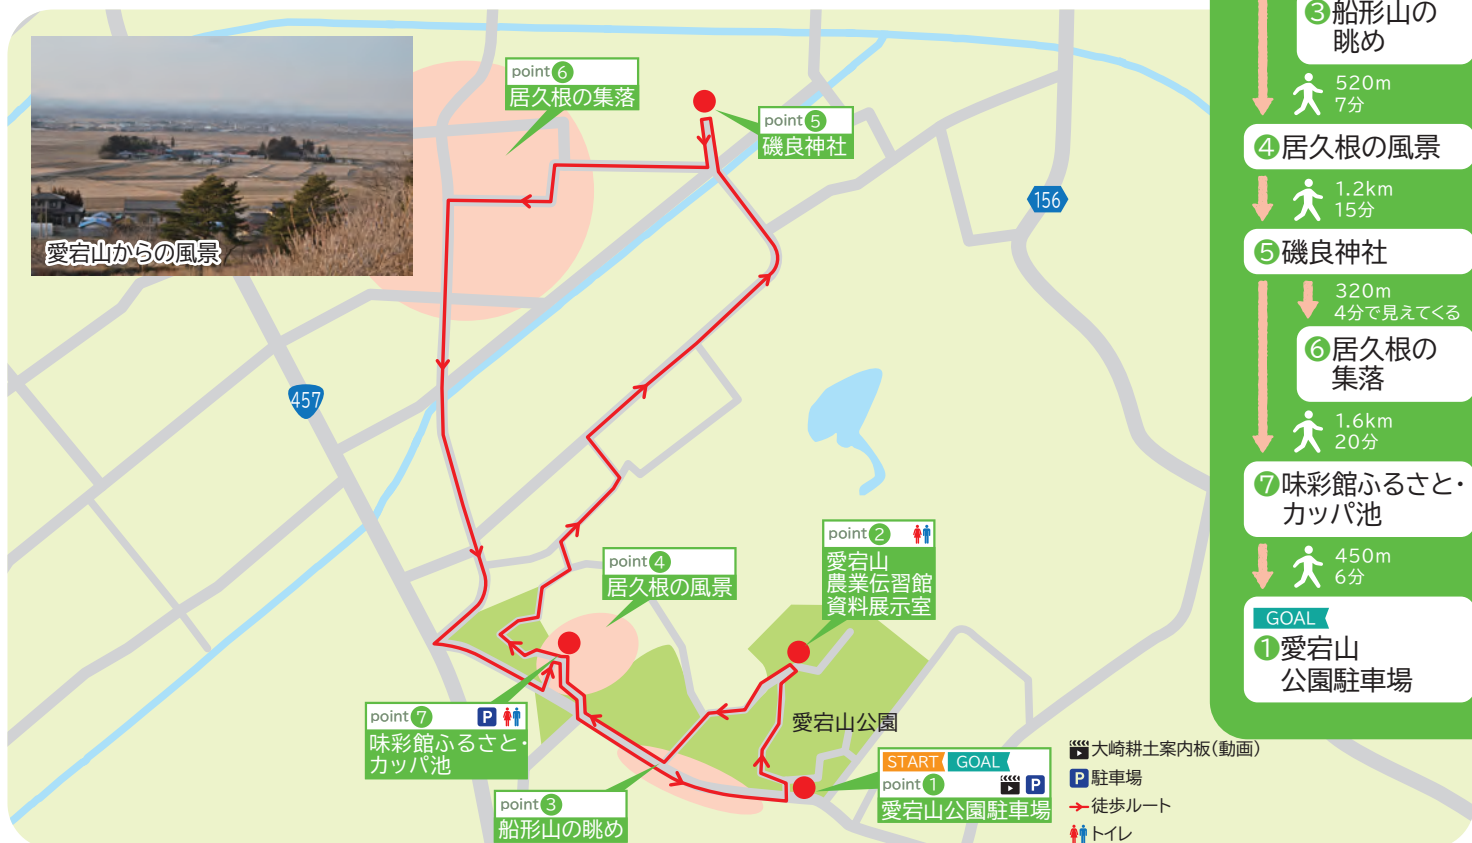 愛宕山からの風景
point 6
居久根の集落
point 5
磯良神社
156
457
point 4
居久根の風景
point 2
愛宕山
農業伝習館
資料展示室
愛宕山公園
point 7
P
味彩館ふるさと・
カッパ池
point 3
船形山の眺め
START GOAL
point 1
P
愛宕山公園駐車場
大崎耕土案内板(動画)
P 駐車場
徒歩ルート
トイレ
3 船形山の
眺め
520m
7分
4 居久根の風景
1.2km
15分
5 磯良神社
320m
4分で見えてくる
6 居久根の
集落
1.6km
20分
7 味彩館ふるさと・
カッパ池
450m
6分
GOAL
1 愛宕山
公園駐車場